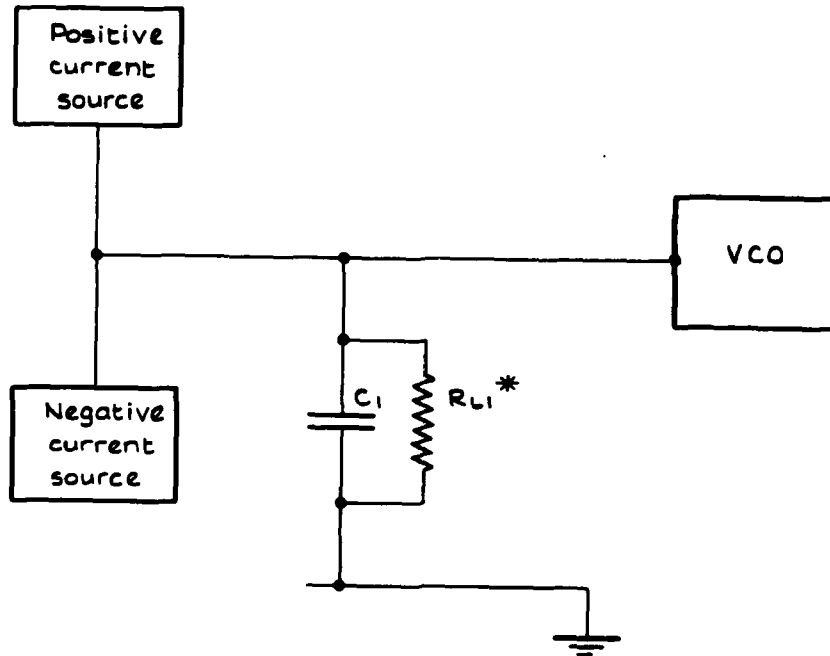 Positive
current
source
VCO
C1
RL1*
Negative
current
source